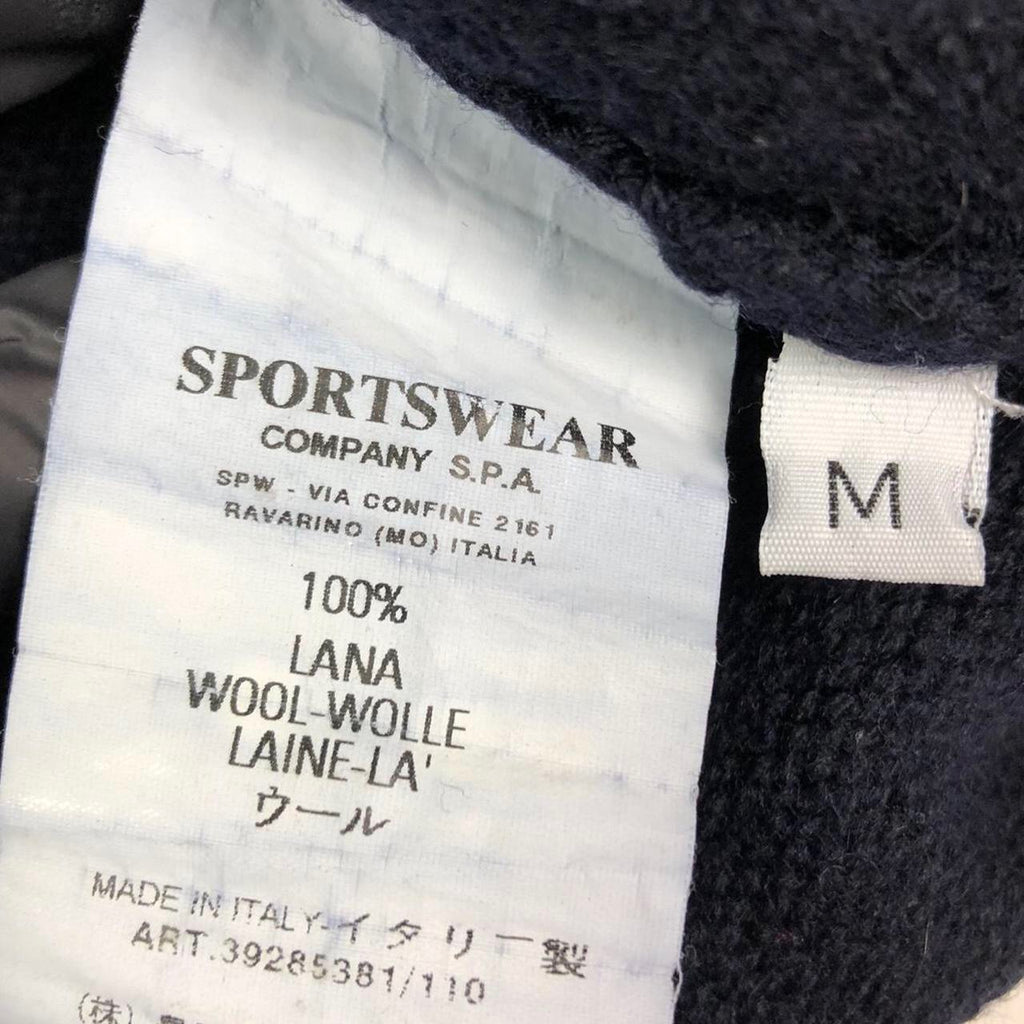 SPORTSWEAR
COMPANY S.P.A.
SPW - VIA CONFINE 2161
RAVARINO (MO) ITALIA
100%
LANA
WOOL-WOLLE
LAINE-LA'
ウール
MADE IN ITALY-イタリー製
ART.39285381/110
(株)
M